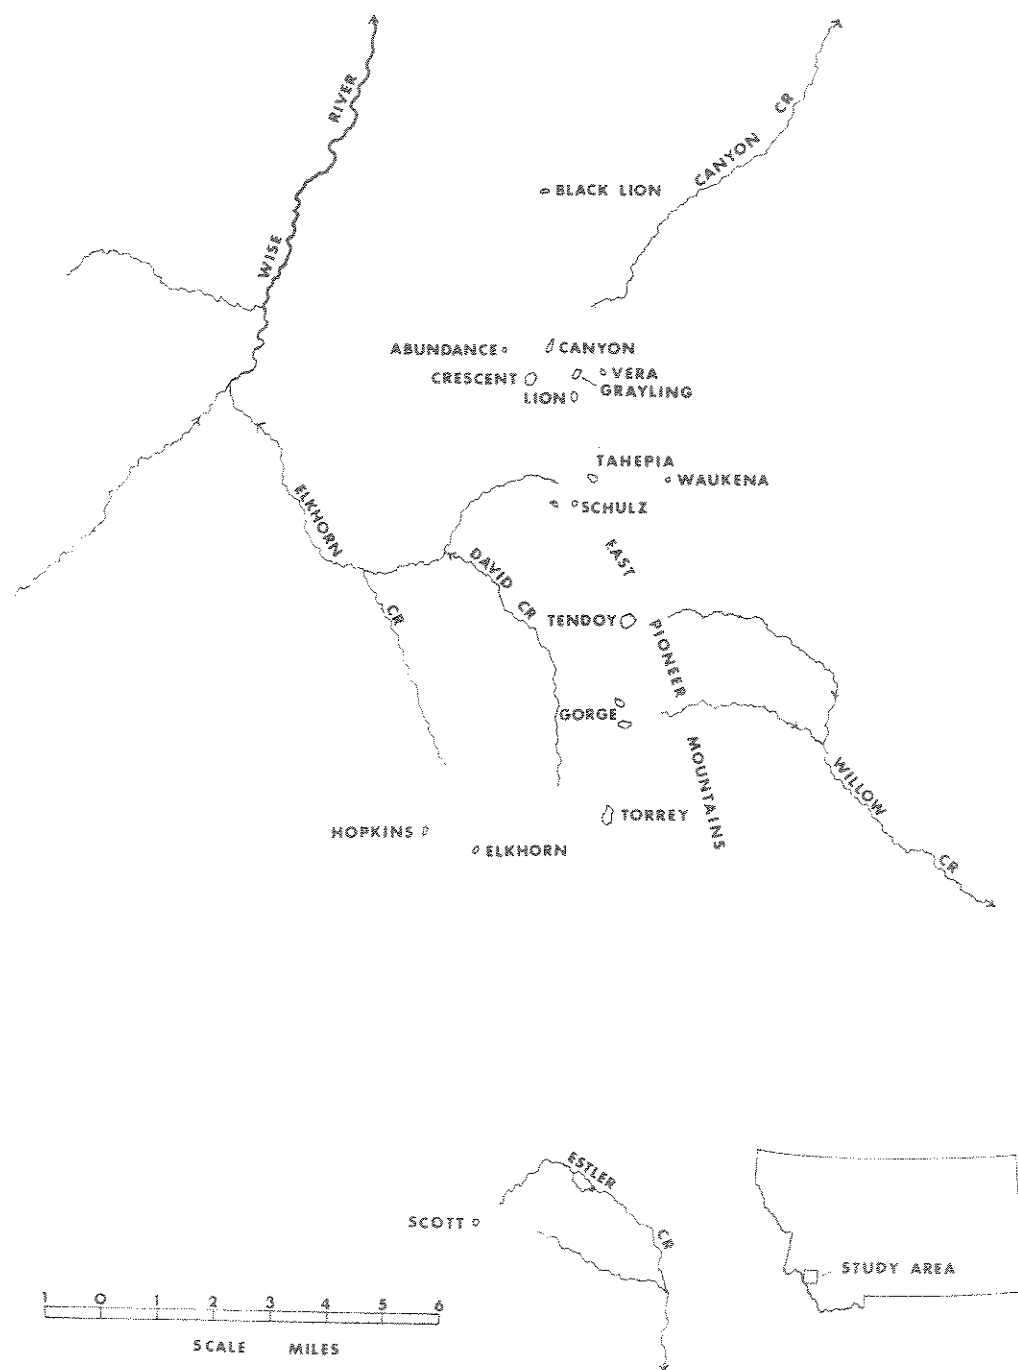 WISE RIVER
CANYON CR
BLACK LION
ABUNDANCE
CANYON
CRESCENT
VERA
GRAYLING
LION
TAHEPIA
WAUKENA
SCHULZ
ELKHORN CR
DAVID CR
EAST PIONEER MOUNTAINS
TENDOY
GORGE
WILLOW CR
TORREY
HOPKINS
ELKHORN
ESTLER CR
SCOTT
STUDY AREA
1 0 1 2 3 4 5 6
SCALE MILES